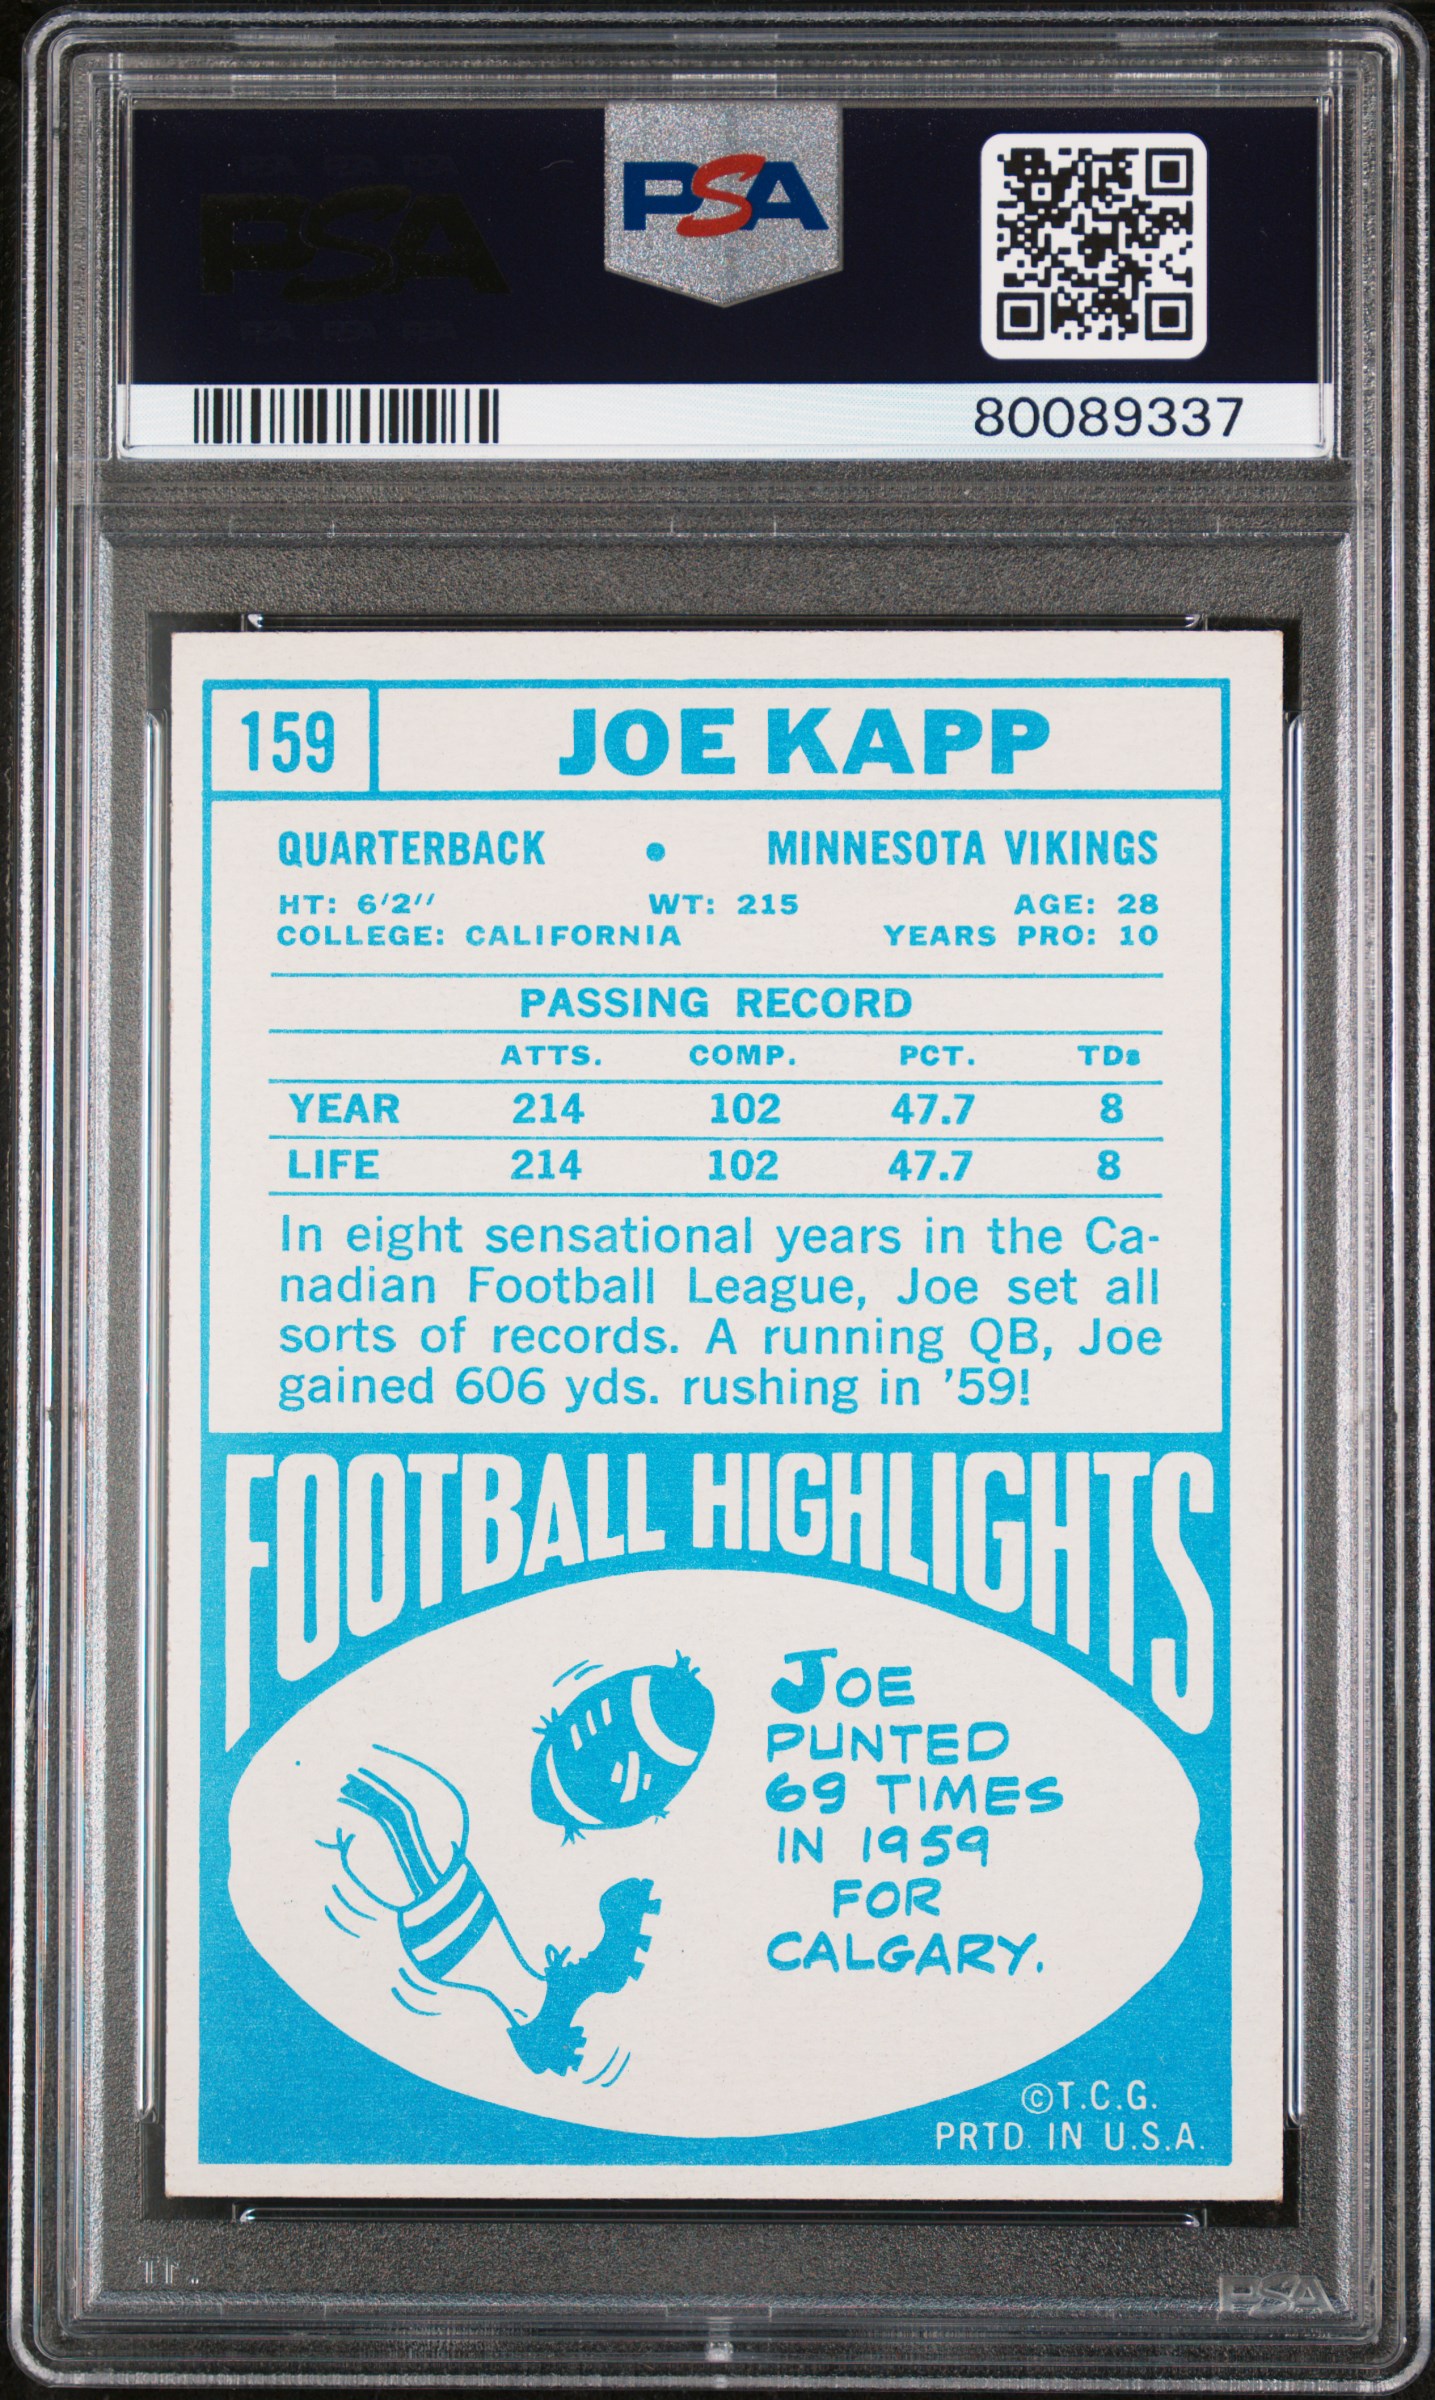 PSA
PSA
80089337
159
JOE KAPP
QUARTERBACK • MINNESOTA VIKINGS
HT: 6'2" WT: 215 AGE: 28
COLLEGE: CALIFORNIA YEARS PRO: 10
PASSING RECORD
ATTS. COMP. PCT. TDs
YEAR 214 102 47.7 8
LIFE 214 102 47.7 8
In eight sensational years in the Ca-
nadian Football League, Joe set all
sorts of records. A running QB, Joe
gained 606 yds. rushing in '59!
FOOTBALL HIGHLIGHTS
JOE
PUNTED
69 TIMES
IN 1959
FOR
CALGARY.
©T.C.G.
PRTD. IN U.S.A.
PSA